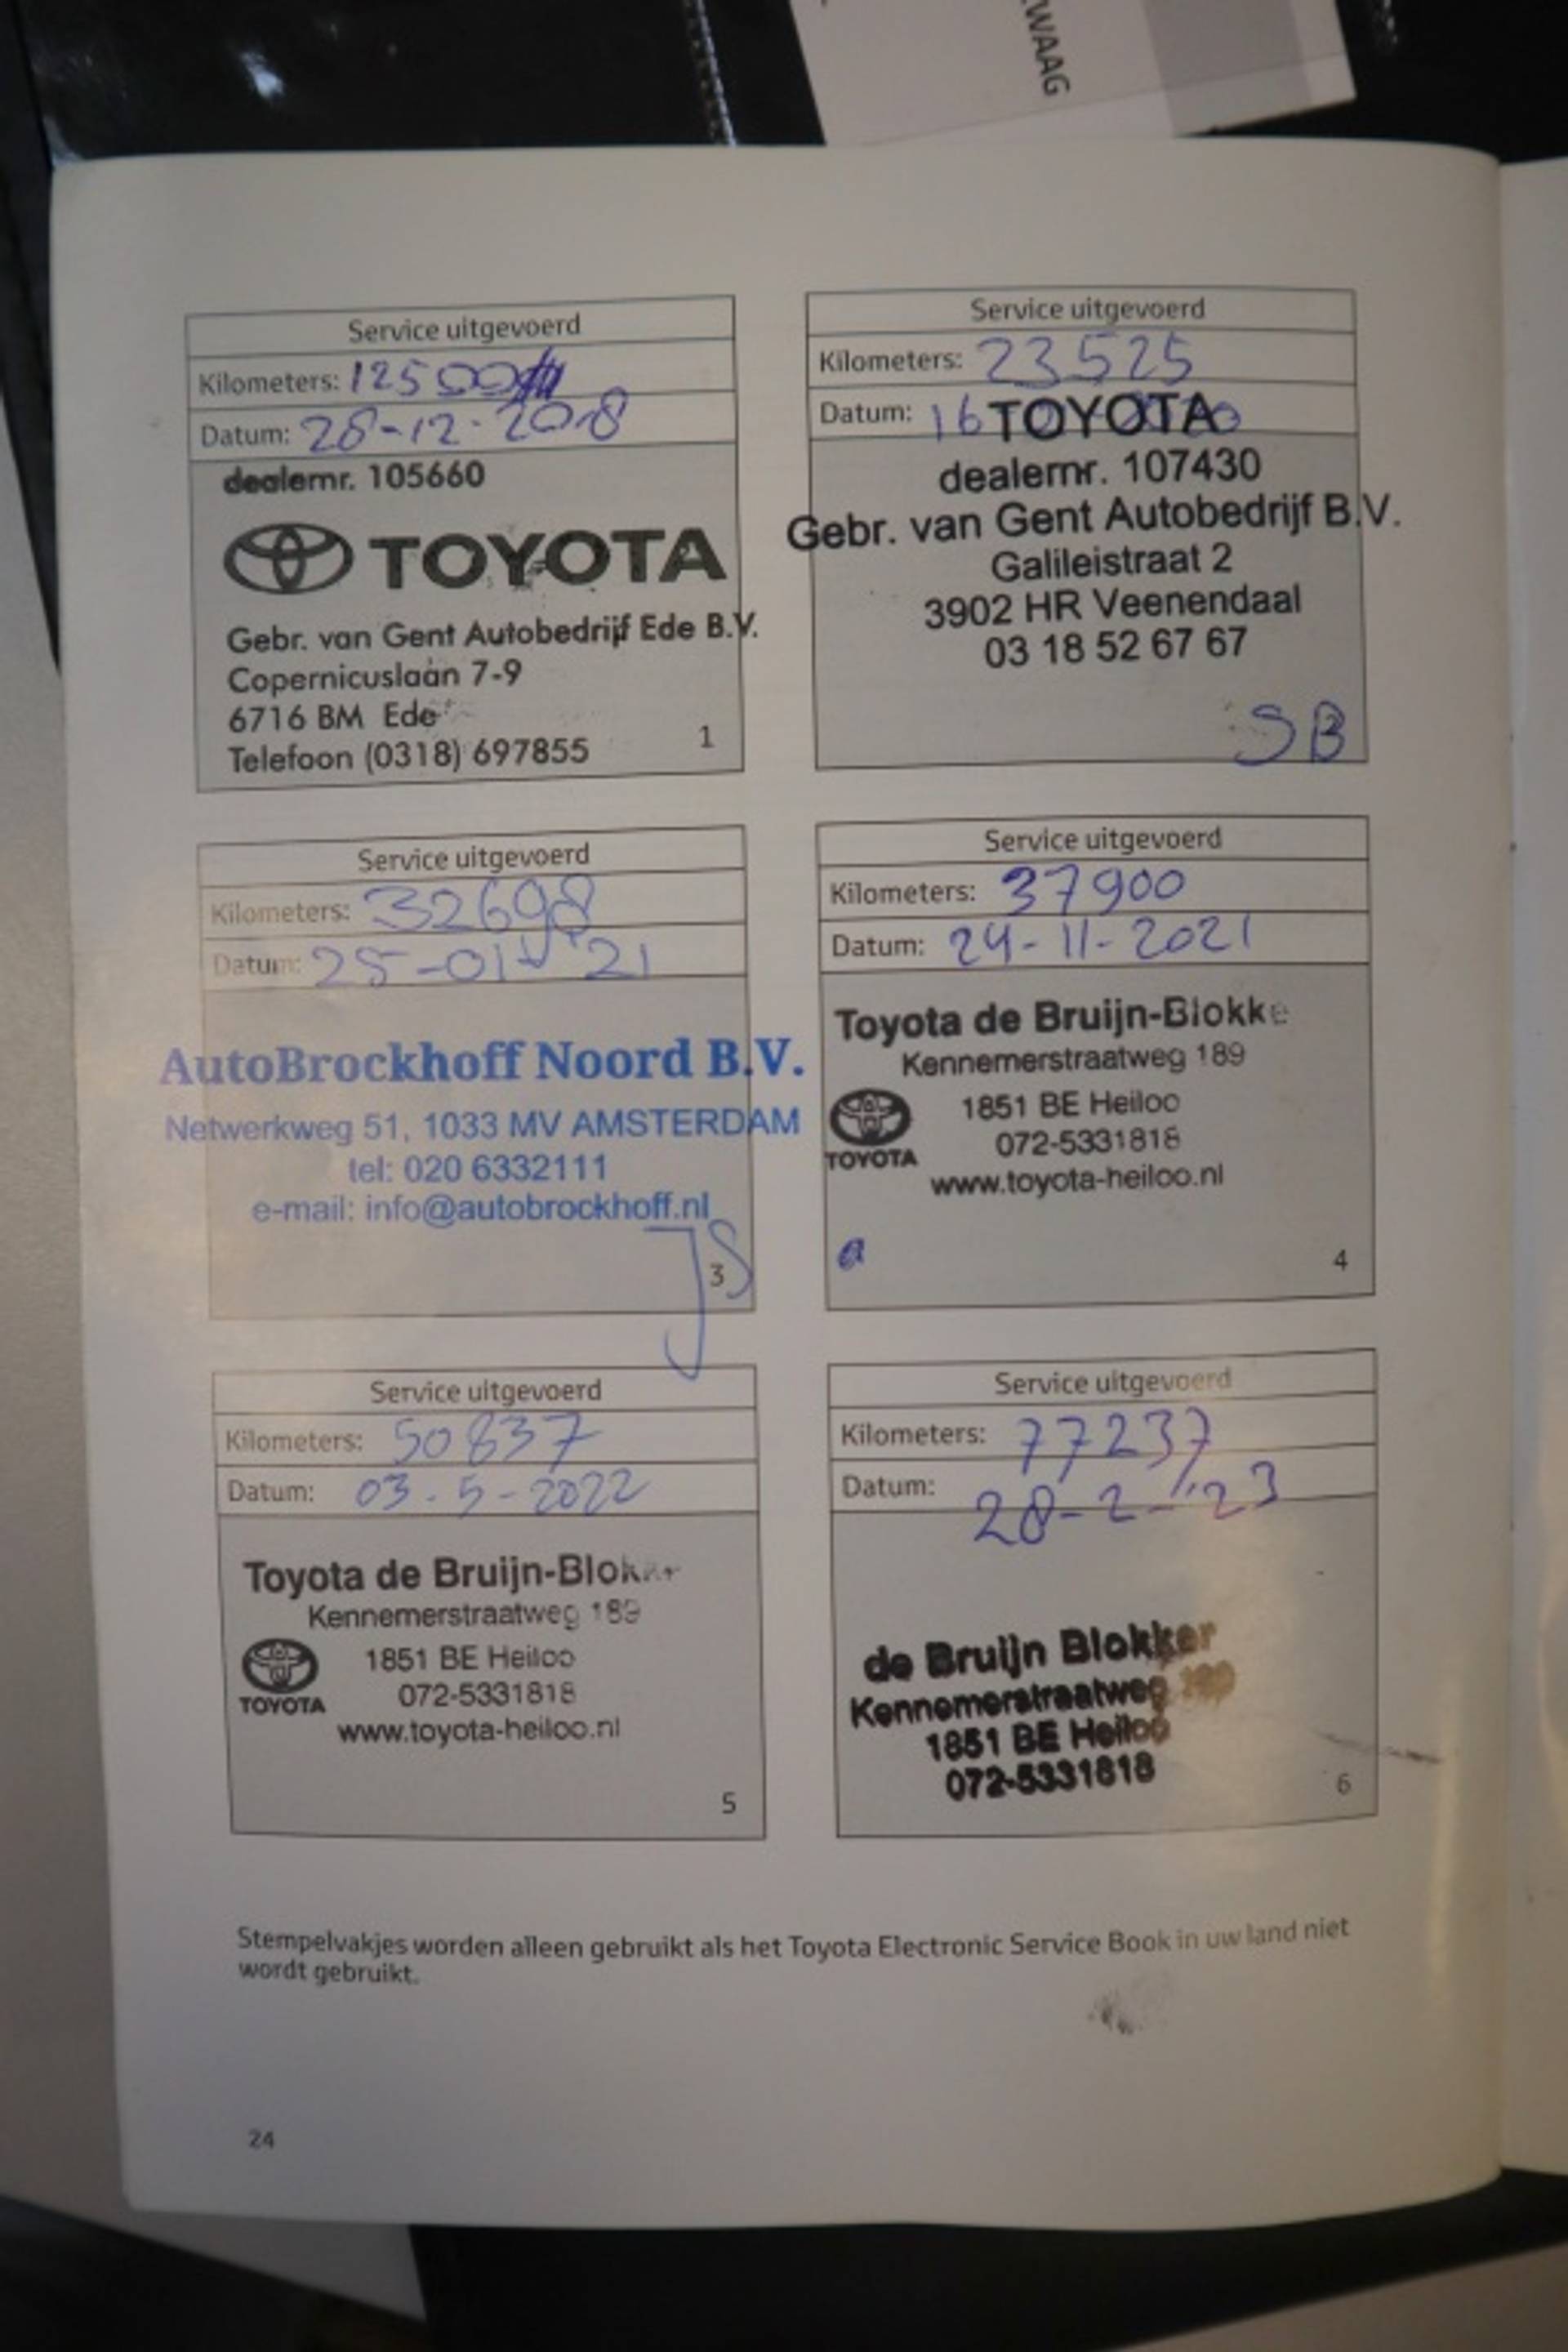 WAAG
Service uitgevoerd
Kilometers: 12500
Datum: 28-12-2018
dealernr. 105660
TOYOTA
Gebr. van Gent Autobedrijf Ede B.V.
Copernicuslaan 7-9
6716 BM Ede
Telefoon (0318) 697855
1
Service uitgevoerd
Kilometers: 23525
Datum: 16
TOYOTA
dealernr. 107430
Gebr. van Gent Autobedrijf B.V.
Galileistraat 2
3902 HR Veenendaal
03 18 52 67 67
SB
Service uitgevoerd
Kilometers: 32698
Datum: 25-01-'21
AutoBrockhoff Noord B.V.
Netwerkweg 51, 1033 MV AMSTERDAM
tel: 020 6332111
e-mail: info@autobrockhoff.nl
JS
3
Service uitgevoerd
Kilometers: 37900
Datum: 24-11-2021
Toyota de Bruijn-Blokke
Kennemerstraatweg 189
1851 BE Heiloo
072-5331818
TOYOTA
www.toyota-heiloo.nl
4
Service uitgevoerd
Kilometers: 50837
Datum: 03-5-2022
Toyota de Bruijn-Blokker
Kennemerstraatweg 189
1851 BE Heiloo
072-5331818
TOYOTA
www.toyota-heiloo.nl
5
Service uitgevoerd
Kilometers: 77237
Datum: 28-2-'23
de Bruijn Blokker
Kennemerstraatweg 189
1851 BE Heiloo
072-5331818
6
Stempelvakjes worden alleen gebruikt als het Toyota Electronic Service Book in uw land niet
wordt gebruikt.
24